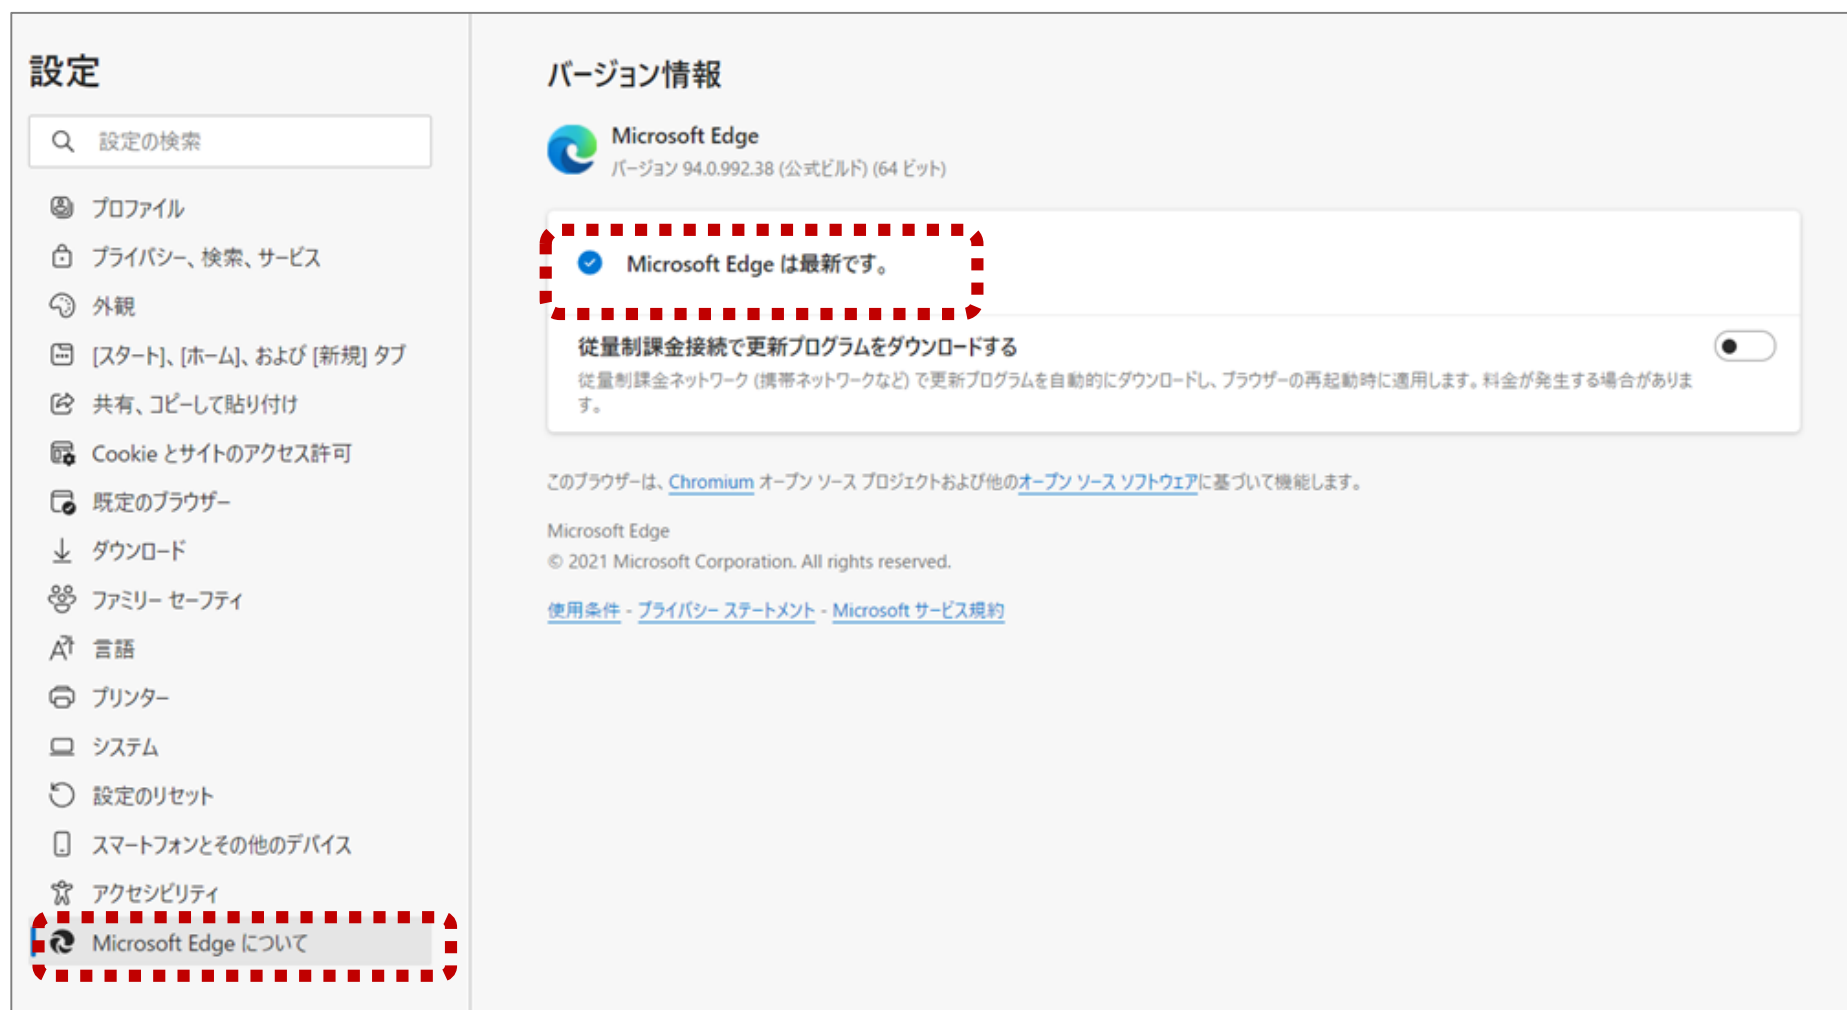 設定
設定の検索
プロファイル
プライバシー、検索、サービス
外観
[スタート]、[ホーム]、および [新規] タブ
共有、コピーして貼り付け
Cookie とサイトのアクセス許可
既定のブラウザー
ダウンロード
ファミリー セーフティ
言語
プリンター
システム
設定のリセット
スマートフォンとその他のデバイス
アクセシビリティ
Microsoft Edge について
バージョン情報
Microsoft Edge
バージョン 94.0.992.38 (公式ビルド) (64 ビット)
Microsoft Edge は最新です。
従量制課金接続で更新プログラムをダウンロードする
従量制課金ネットワーク (携帯ネットワークなど) で更新プログラムを自動的にダウンロードし、ブラウザーの再起動時に適用します。料金が発生する場合がありま
す。
このブラウザーは、Chromium オープン ソース プロジェクトおよび他のオープン ソース ソフトウェアに基づいて機能します。
Microsoft Edge
© 2021 Microsoft Corporation. All rights reserved.
使用条件 - プライバシー ステートメント - Microsoft サービス規約